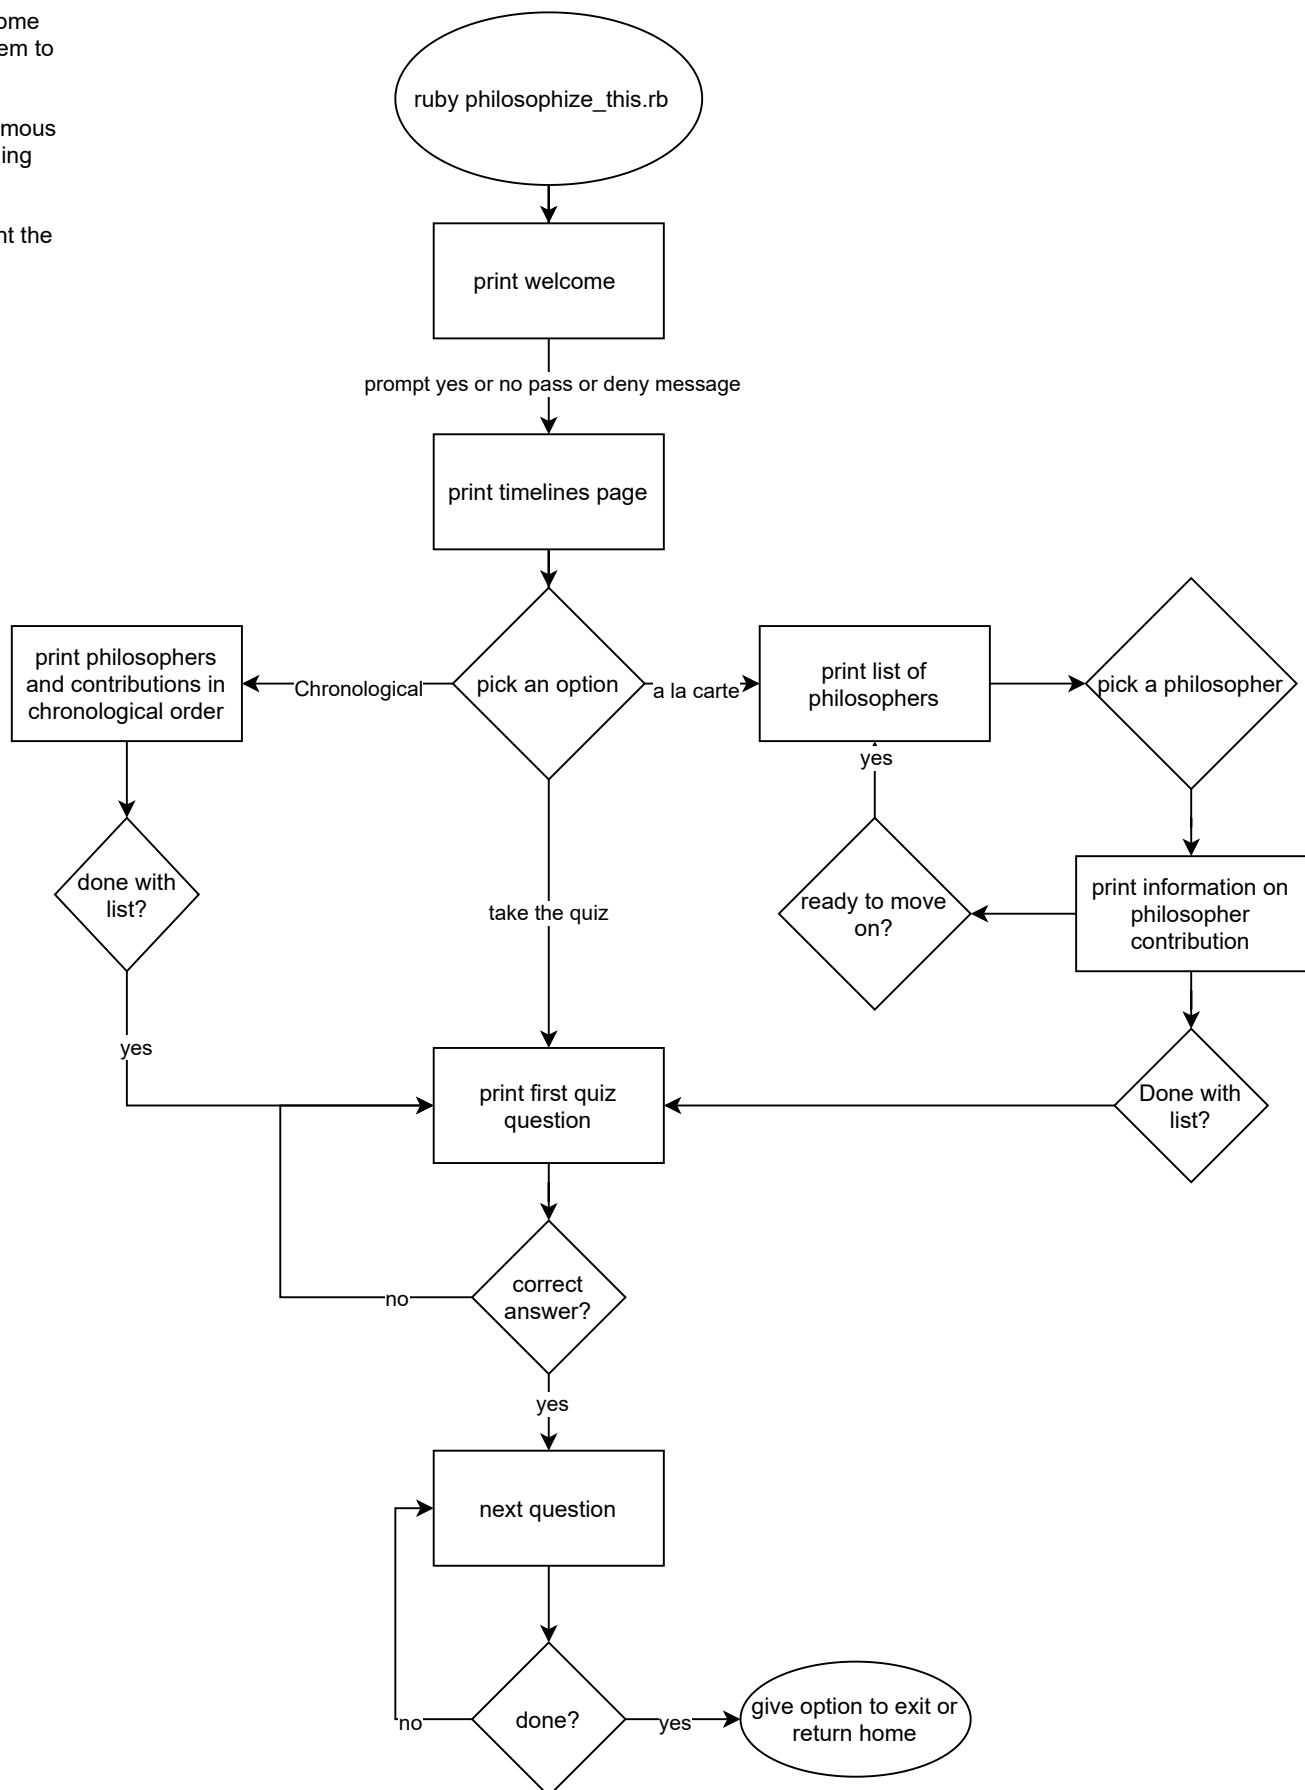 ome
em to
mous
ing
nt the
ruby philosophize_this.rb
print welcome
prompt yes or no pass or deny message
print timelines page
pick an option
Chronological
print philosophers
and contributions in
chronological order
done with
list?
yes
a la carte
print list of
philosophers
pick a philosopher
print information on
philosopher
contribution
ready to move
on?
yes
Done with
list?
take the quiz
print first quiz
question
correct
answer?
no
yes
next question
done?
no
yes
give option to exit or
return home